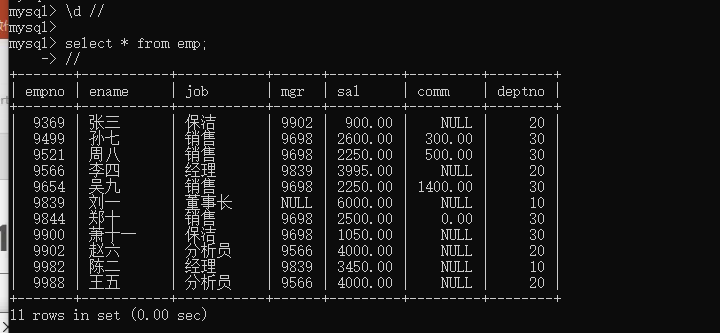 mysql> \d //
mysql>
mysql> select * from emp;
    -> //
+-------+--------+--------+------+---------+---------+--------+
| empno | ename | job | mgr | sal | comm | deptno |
+-------+--------+--------+------+---------+---------+--------+
| 9369 | 张三 | 保洁 | 9902 | 900.00 | NULL | 20 |
| 9499 | 孙七 | 销售 | 9698 | 2600.00 | 300.00 | 30 |
| 9521 | 周八 | 销售 | 9698 | 2250.00 | 500.00 | 30 |
| 9566 | 李四 | 经理 | 9839 | 3995.00 | NULL | 20 |
| 9654 | 吴九 | 销售 | 9698 | 2250.00 | 1400.00 | 30 |
| 9839 | 刘一 | 董事长 | NULL | 6000.00 | NULL | 10 |
| 9844 | 郑十 | 销售 | 9698 | 2500.00 | 0.00 | 30 |
| 9900 | 萧十一 | 保洁 | 9698 | 1050.00 | NULL | 30 |
| 9902 | 赵六 | 分析员 | 9566 | 4000.00 | NULL | 20 |
| 9982 | 陈二 | 经理 | 9839 | 3450.00 | NULL | 10 |
| 9988 | 王五 | 分析员 | 9566 | 4000.00 | NULL | 20 |
+-------+--------+--------+------+---------+---------+--------+
11 rows in set (0.00 sec)